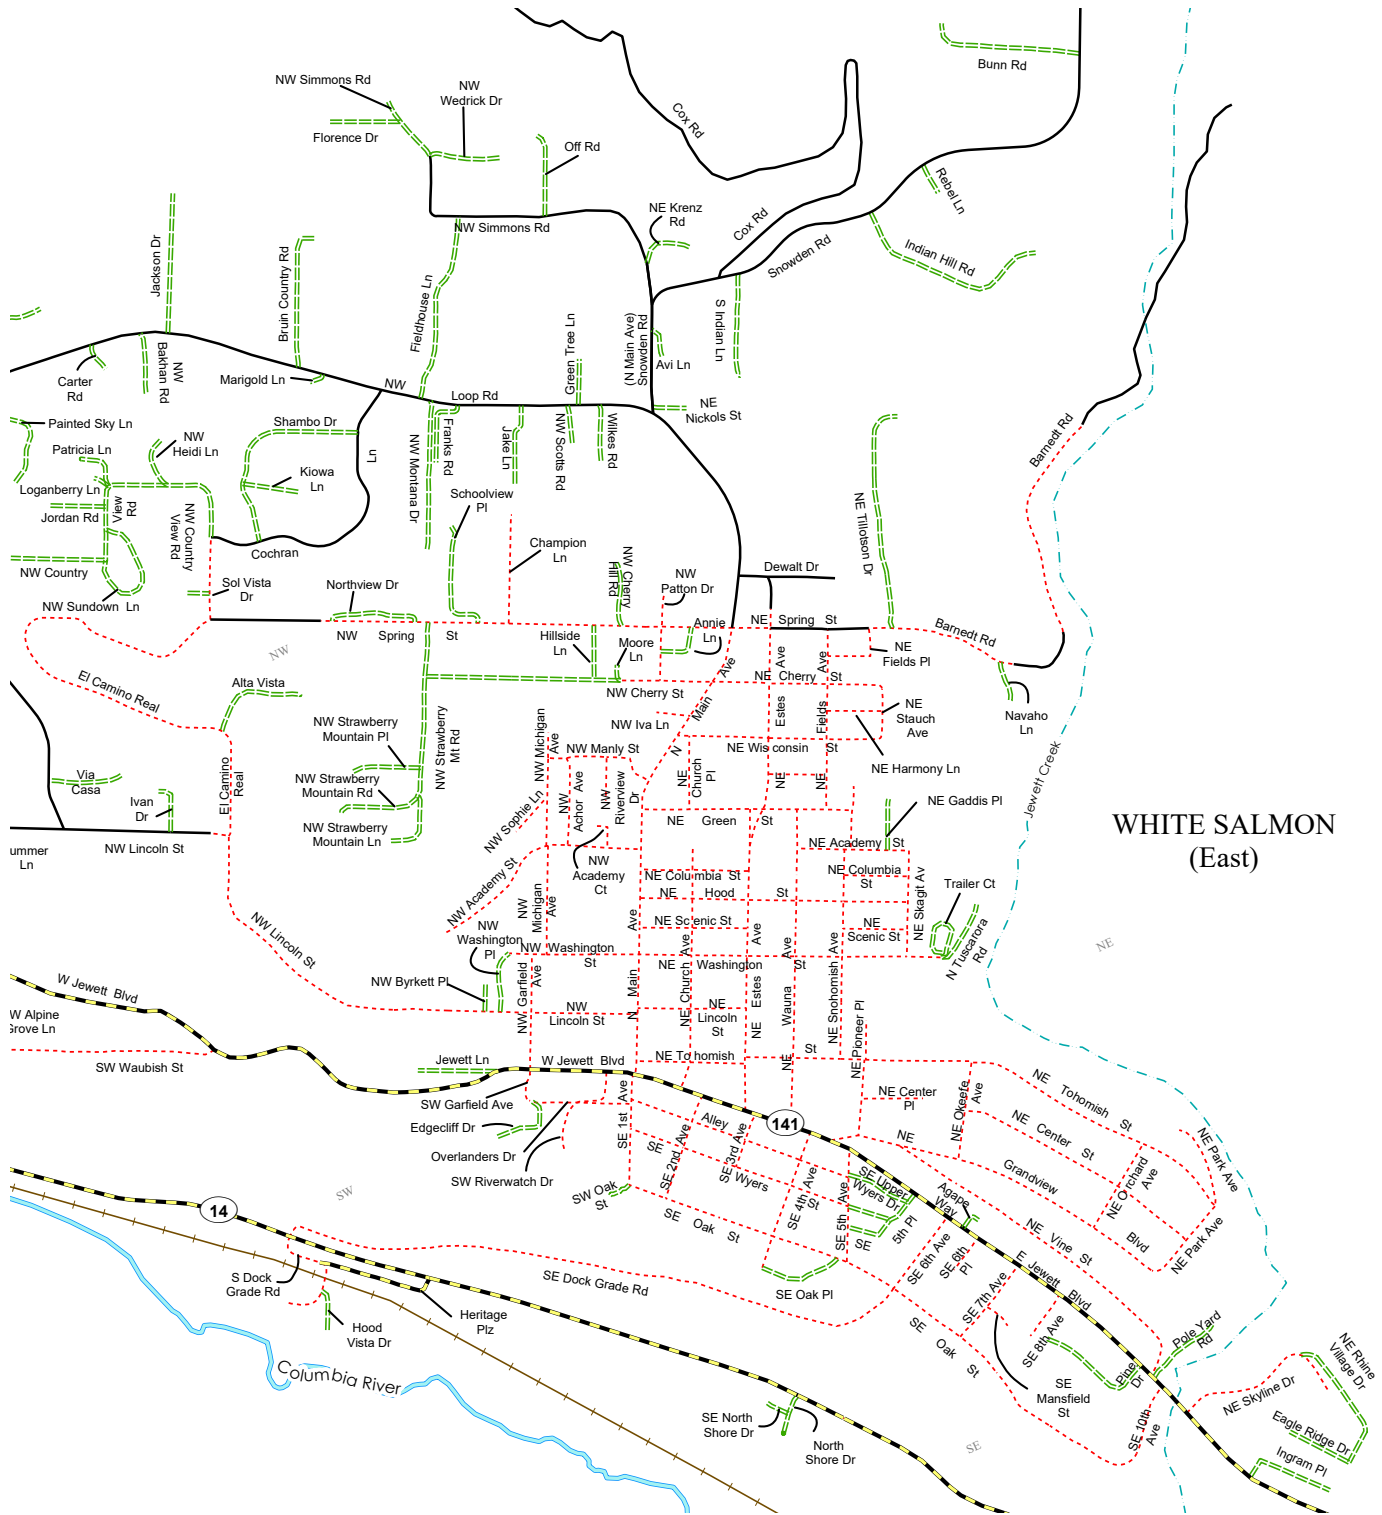 Bunn Rd
NW Simmons Rd
NW
Wedrick Dr
Florence Dr
Off Rd
Cox Rd
Rebel Ln
NE Krenz
Rd
Cox Rd
NW Simmons Rd
Snowden Rd
Indian Hill Rd
Jackson Dr
Bruin Country Rd
Fieldhouse Ln
Green Tree Ln
(N Main Ave)
Snowden Rd
S Indian Ln
Avi Ln
Carter
Rd
NW
Bakhan Rd
Marigold Ln
NW
Loop Rd
NE
Nickols St
Painted Sky Ln
Shambo Dr
Patricia Ln
NW
Heidi Ln
Ln
NW Montana Dr
Franks Rd
Jake Ln
NW Scotts Rd
Wilkes Rd
Barnedt Rd
Loganberry Ln
Kiowa
Ln
Jordan Rd
View
Rd
NW Country
View Rd
Schoolview
Pl
NE Tillotson Dr
Cochran
Champion
Ln
NW Country
NW Cherry
Hill Rd
NW
Patton Dr
Dewalt Dr
NW Sundown Ln
Sol Vista
Dr
Northview Dr
NW Spring St
Hillside
Ln
Moore
Ln
Annie
Ln
NE Spring St
Barnedt Rd
NE
Fields Pl
NW
El Camino Real
Alta Vista
NW Cherry St
NE Cherry St
Navaho
Ln
NW Strawberry
Mountain Pl
NW Strawberry
Mt Rd
NW Michigan
Ave
NW Iva Ln
N Main Ave
NE Estes Ave
NE Fields Ave
NE
Stauch
Ave
NW Manly St
NE Wisconsin St
NE Harmony Ln
Via
Casa
El Camino
Real
NW Strawberry
Mountain Rd
NW
Achor Ave
NW
Riverview
Dr
NE
Church
Pl
Ivan
Dr
NW Sophie Ln
NE Gaddis Pl
Jewett Creek
WHITE SALMON
(East)
NW Strawberry
Mountain Ln
NE Green St
ummer
Ln
NW Lincoln St
NW Academy St
NW
Academy
Ct
NE Academy St
NE Columbia St
NE Columbia
St
NE Skagit Av
Trailer Ct
NW
Michigan
Ave
NE Hood St
NW Lincoln St
NW
Washington
Pl
NE Scenic St
NE
Scenic St
N Tuscarora
Rd
NE
NW Washington
St
NE Washington St
NW Byrkett Pl
NW Garfield
Ave
N Main Ave
NE Church Ave
NE Estes Ave
NE Wauna Ave
NE Snohomish Ave
NE Pioneer Pl
W Jewett Blvd
NW
Lincoln St
NE
Lincoln
St
W Alpine
Grove Ln
SW Waubish St
Jewett Ln
W Jewett Blvd
NE Tohomish St
NE Center
Pl
NE Okeefe
Ave
NE Tohomish St
SW Garfield Ave
Edgecliff Dr
SE 1st Ave
Alley
141
NE Center St
NE Grandview Blvd
NE Park Ave
Overlanders Dr
SW Riverwatch Dr
SE Wyers St
SE 2nd Ave
SE 3rd Ave
SE 4th Ave
SE 5th Ave
SE Upper
Wyers Dr
Agape
Way
NE Orchard
Ave
SW
SW Oak
St
SE Oak St
SE
5th Pl
NE Vine St
NE Park Ave
14
SE 6th Ave
SE 6th
Pl
E Jewett Blvd
S Dock
Grade Rd
SE Dock Grade Rd
SE Oak Pl
SE 7th Ave
Heritage
Plz
Hood
Vista Dr
SE 8th Ave
Pole Yard
Rd
SE Oak St
Pine
Dr
NE Rhine
Village Dr
Columbia River
SE
Mansfield
St
NE Skyline Dr
SE North
Shore Dr
SE 10th
Ave
Eagle Ridge Dr
North
Shore Dr
SE
Ingram Pl